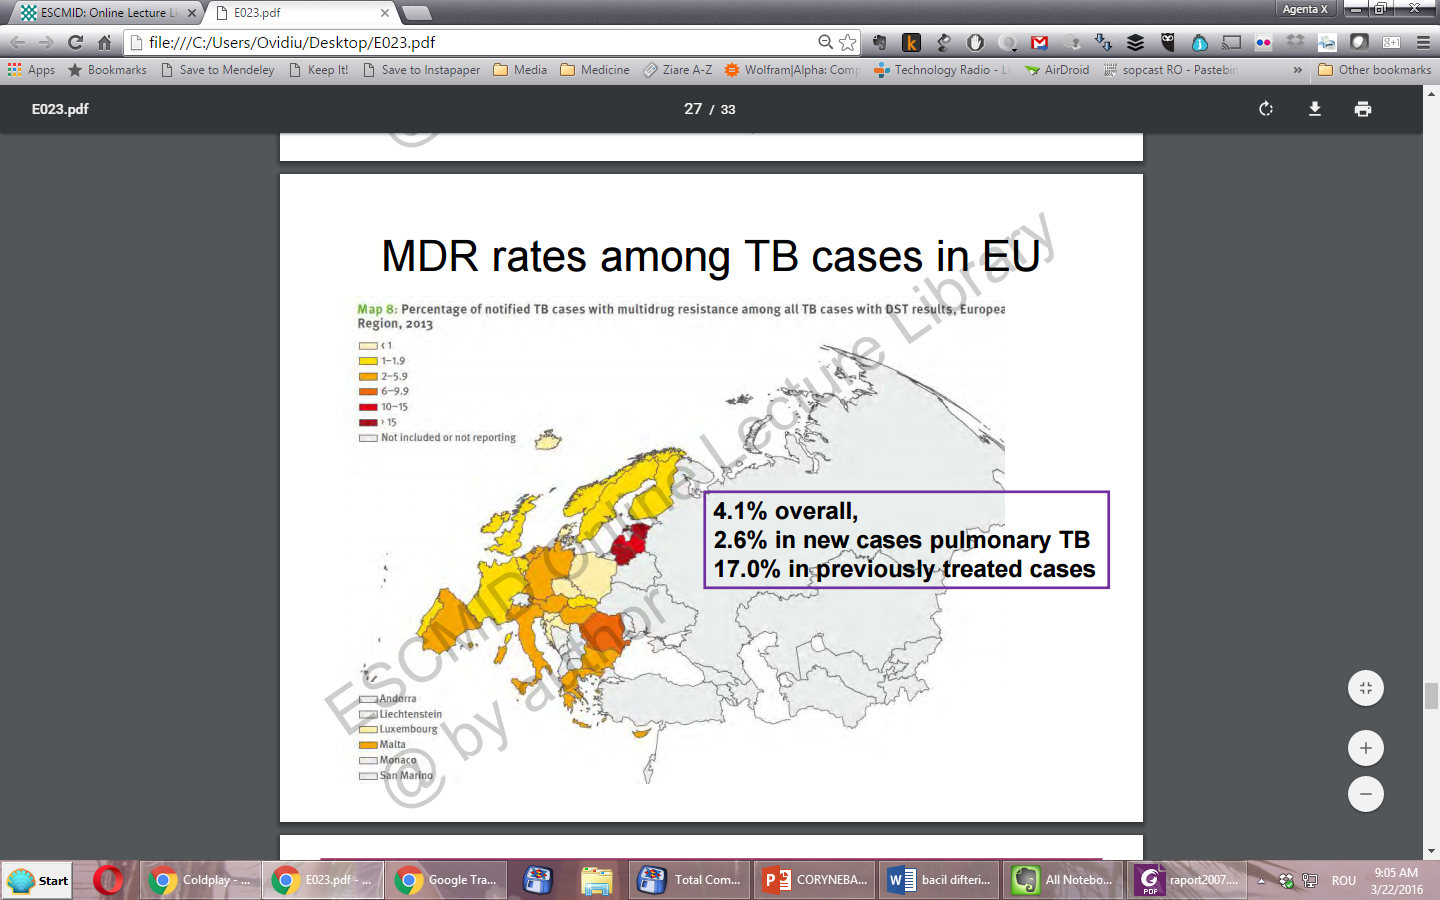 ESCMID: Online Lecture Li
E023.pdf
Agenta X
file:///C:/Users/Ovidiu/Desktop/E023.pdf
Apps
Bookmarks
Save to Mendeley
Keep It!
Save to Instapaper
Media
Medicine
Ziare A-Z
Wolfram|Alpha: Comp
Technology Radio - Li
AirDroid
sopcast RO - Pastebin
»
Other bookmarks
E023.pdf
27 / 33
@
MDR rates among TB cases in EU
Map 8: Percentage of notified TB cases with multidrug resistance among all TB cases with DST results, Europea
Region, 2013
< 1
1–1.9
2–5.9
6–9.9
10–15
> 15
Not included or not reporting
4.1% overall,
2.6% in new cases pulmonary TB
17.0% in previously treated cases
Andorra
Liechtenstein
Luxembourg
Malta
Monaco
San Marino
ESCMID Online Lecture Library
@ by author
Start
Coldplay - ...
E023.pdf - ...
Google Tra...
Total Com...
CORYNEBA...
bacil difteri...
All Notebo...
raport2007....
PDF
ROU
9:05 AM
3/22/2016